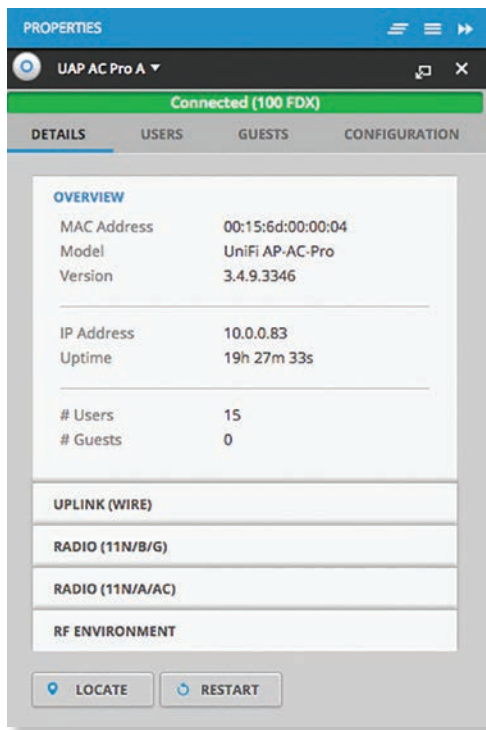 PROPERTIES
UAP AC Pro A
Connected (100 FDX)
DETAILS USERS GUESTS CONFIGURATION
OVERVIEW
MAC Address 00:15:6d:00:00:04
Model UniFi AP-AC-Pro
Version 3.4.9.3346
IP Address 10.0.0.83
Uptime 19h 27m 33s
# Users 15
# Guests 0
UPLINK (WIRE)
RADIO (11N/B/G)
RADIO (11N/A/AC)
RF ENVIRONMENT
LOCATE RESTART